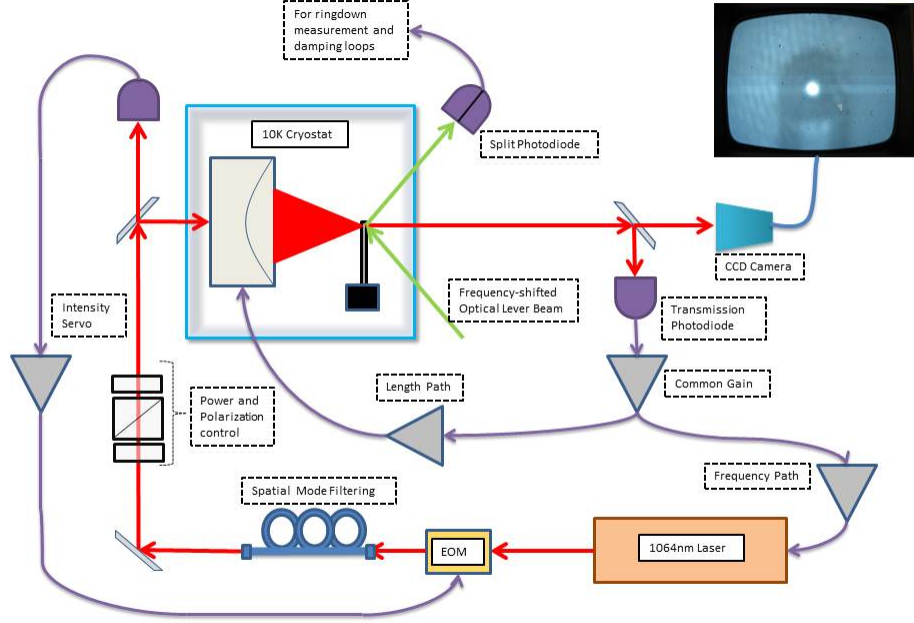 For ringdown
measurement and
damping loops
10K Cryostat
Split Photodiode
CCD Camera
Frequency-shifted
Optical Lever Beam
Intensity
Servo
Transmission
Photodiode
Length Path
Common Gain
Power and
Polarization
control
Frequency Path
Spatial Mode Filtering
EOM
1064nm Laser